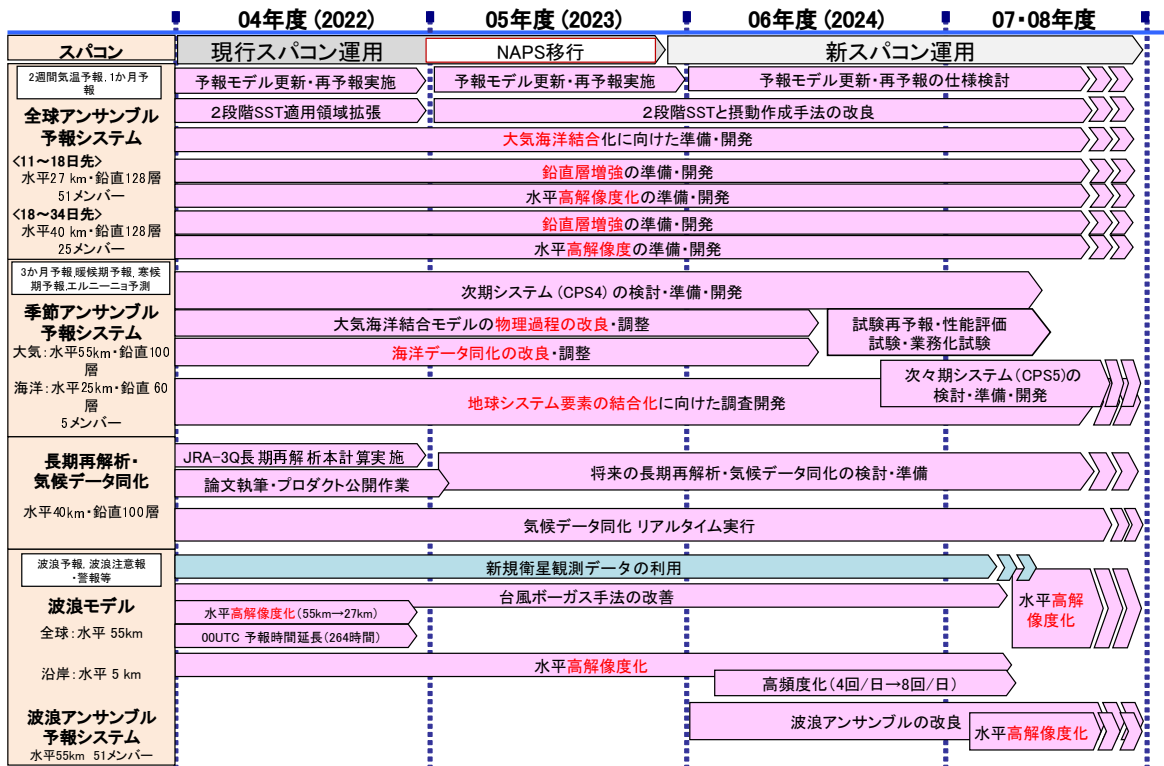 04年度(2022)
05年度(2023)
06年度(2024)
07・08年度
スパコン
現行スパコン運用
NAPS移行
新スパコン運用
2週間気温予報、1か月予
報
予報モデル更新・再予報実施
予報モデル更新・再予報実施
予報モデル更新・再予報の仕様検討
全球アンサンブル
予報システム
2段階SST適用領域拡張
2段階SSTと摂動作成手法の改良
大気海洋結合化に向けた準備・開発
<11～18日先>
水平27 km・鉛直128層
51メンバー
鉛直層増強の準備・開発
水平高解像度化の準備・開発
<18～34日先>
水平40 km・鉛直128層
25メンバー
鉛直層増強の準備・開発
水平高解像度の準備・開発
3か月予報、暖候期予報、寒候
期予報、エルニーニョ予測
次期システム(CPS4)の検討・準備・開発
季節アンサンブル
予報システム
大気海洋結合モデルの物理過程の改良・調整
試験再予報・性能評価
試験・業務化試験
大気:水平55km・鉛直100
層
海洋データ同化の改良・調整
海洋:水平25km・鉛直 60
層
5メンバー
次々期システム(CPS5)の
検討・準備・開発
地球システム要素の結合化に向けた調査開発
長期再解析・
気候データ同化
JRA-3Q長期再解析本計算実施
論文執筆・プロダクト公開作業
将来の長期再解析・気候データ同化の検討・準備
水平40km・鉛直100層
気候データ同化 リアルタイム実行
波浪予報、波浪注意報
・警報等
新規衛星観測データの利用
波浪モデル
台風ボーガス手法の改善
水平高解
像度化
水平高解像度化(55km→27km)
全球:水平 55km
00UTC 予報時間延長(264時間)
沿岸:水平 5 km
水平高解像度化
高頻度化(4回/日→8回/日)
波浪アンサンブル
予報システム
水平55km 51メンバー
波浪アンサンブルの改良
水平高解像度化